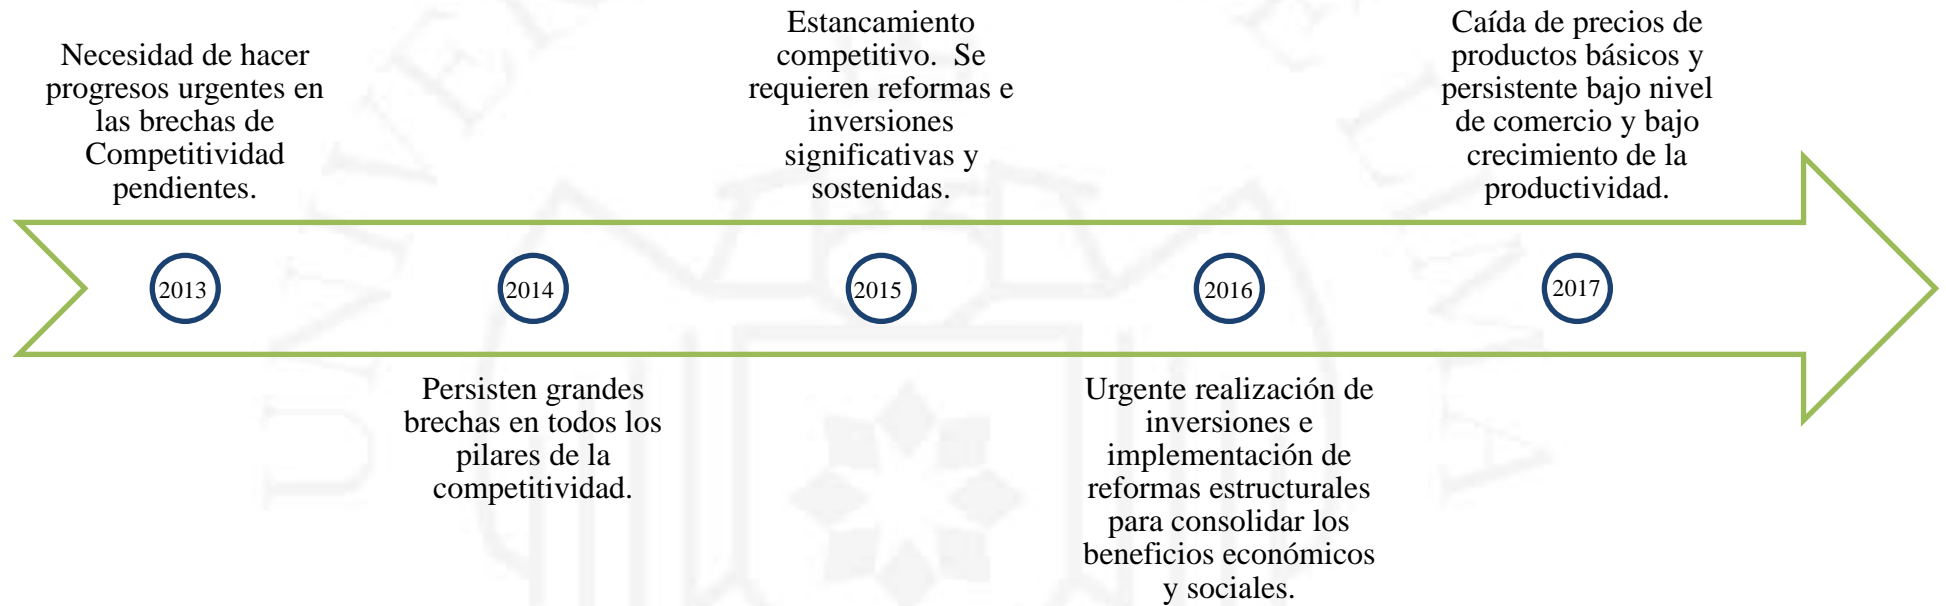 Necesidad de hacer
progresos urgentes en
las brechas de
Competitividad
pendientes.
Estancamiento
competitivo.  Se
requieren reformas e
inversiones
significativas y
sostenidas.
Caída de precios de
productos básicos y
persistente bajo nivel
de comercio y bajo
crecimiento de la
productividad.
2013
2014
2015
2016
2017
Persisten grandes
brechas en todos los
pilares de la
competitividad.
Urgente realización de
inversiones e
implementación de
reformas estructurales
para consolidar los
beneficios económicos
y sociales.